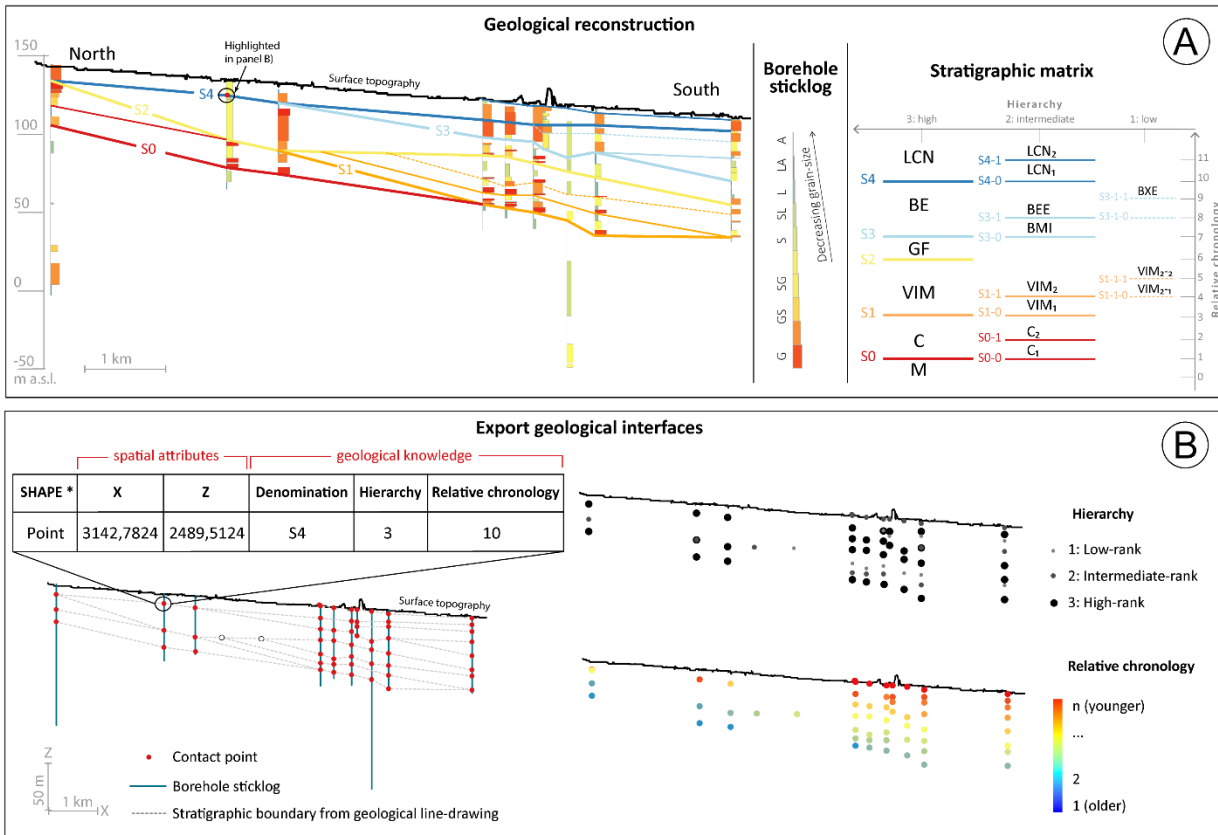 Geological reconstruction
A
150
100
50
0
-50
m a.s.l.
North
Highlighted
in panel B)
Surface topography
South
S4
S2
S0
S3
S1
1 km
Borehole
sticklog
A
LA
L
SL
S
SG
GS
G
Decreasing grain-size
Stratigraphic matrix
Hierarchy
3: high
2: intermediate
1: low
LCN
S4-1
LCN₂
11
S4
S4-0
LCN₁
10
BE
S3-1-1
BXE
9
S3-1
BEE
S3-1-0
8
S3
S3-0
BMI
7
GF
S2
6
VIM
S1-1-1
VIM₂₋₂
5
S1-1
VIM₂
S1-1-0
VIM₂₋₁
4
S1
S1-0
VIM₁
3
C
S0-1
C₂
2
S0
S0-0
C₁
1
M
0
Relative chronology
Export geological interfaces
B
spatial attributes
geological knowledge
SHAPE * X Z Denomination Hierarchy Relative chronology
Point 3142,7824 2489,5124 S4 3 10
Surface topography
Z
50 m
1 km
X
Contact point
Borehole sticklog
Stratigraphic boundary from geological line-drawing
Hierarchy
1: Low-rank
2: Intermediate-rank
3: High-rank
Relative chronology
n (younger)
...
2
1 (older)